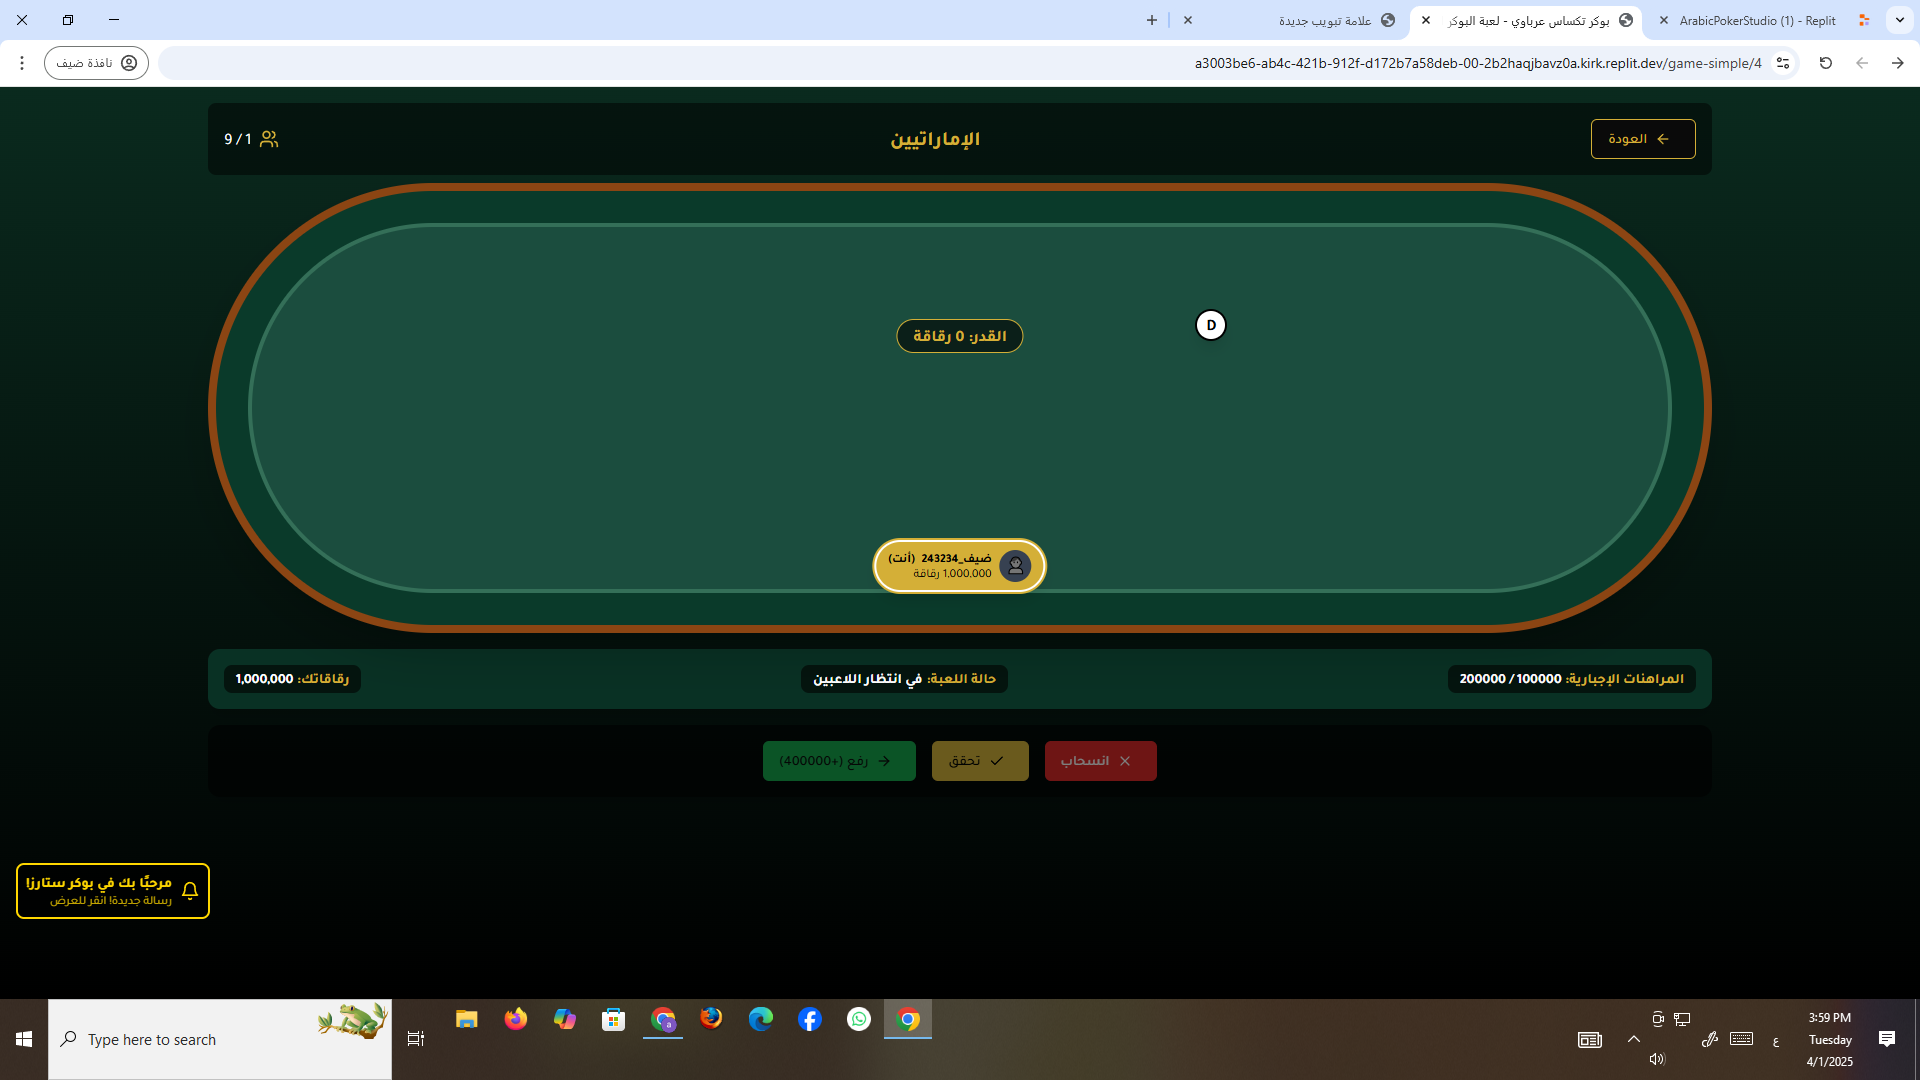 ArabicPokerStudio (1) - Replit
بوكر تكساس عرباوي - لعبة البوكر
علامة تبويب جديدة
a3003be6-ab4c-421b-912f-d172b7a58deb-00-2b2haqjbavz0a.kirk.replit.dev/game-simple/4
نافذة ضيف
العودة
الإماراتيين
9 / 1
القدر: 0 رقاقة
D
ضيف_243234 (أنت)
1,000,000 رقاقة
المراهنات الإجبارية: 100000 / 200000
حالة اللعبة: في انتظار اللاعبين
رقاقاتك: 1,000,000
انسحاب
تحقق
رفع (+400000)
مرحبًا بك في بوكر ستارز!
رسالة جديدة! انقر للعرض
Type here to search
a
ع
3:59 PM
Tuesday
4/1/2025